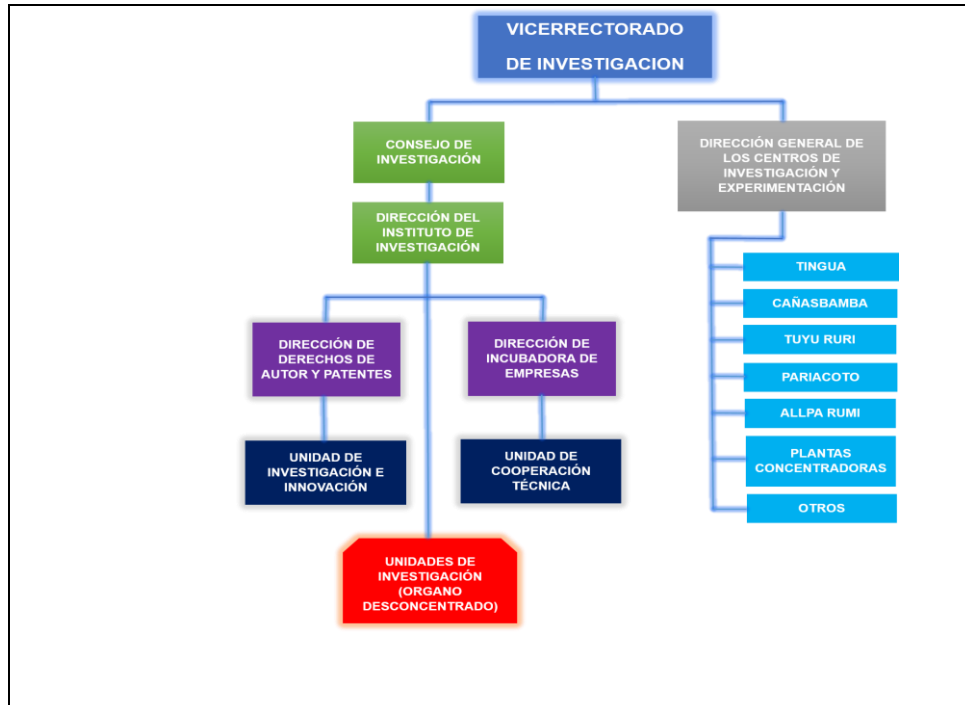 VICERRECTORADO
DE INVESTIGACION
CONSEJO DE
INVESTIGACIÓN
DIRECCIÓN GENERAL DE
LOS CENTROS DE
INVESTIGACIÓN Y
EXPERIMENTACIÓN
DIRECCIÓN DEL
INSTITUTO DE
INVESTIGACIÓN
TINGUA
CAÑASBAMBA
TUYU RURI
PARIACOTO
ALLPA RUMI
PLANTAS
CONCENTRADORAS
OTROS
DIRECCIÓN DE
DERECHOS DE
AUTOR Y PATENTES
DIRECCIÓN DE
INCUBADORA DE
EMPRESAS
UNIDAD DE
INVESTIGACIÓN E
INNOVACIÓN
UNIDAD DE
COOPERACIÓN
TÉCNICA
UNIDADES DE
INVESTIGACIÓN
(ORGANO
DESCONCENTRADO)